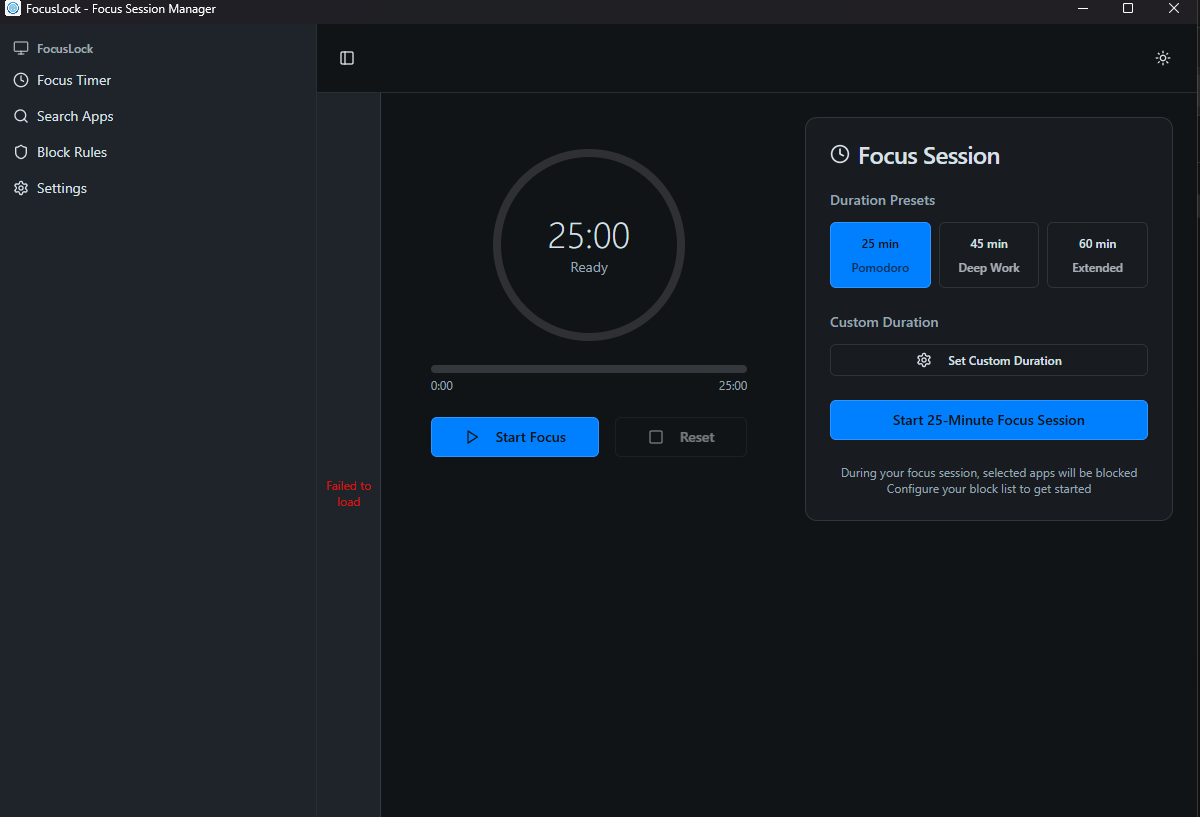 FocusLock - Focus Session Manager
FocusLock
Focus Timer
Search Apps
Block Rules
Settings
Failed to
load
25:00
Ready
0:00
25:00
Start Focus
Reset
Focus Session
Duration Presets
25 min
Pomodoro
45 min
Deep Work
60 min
Extended
Custom Duration
Set Custom Duration
Start 25-Minute Focus Session
During your focus session, selected apps will be blocked
Configure your block list to get started